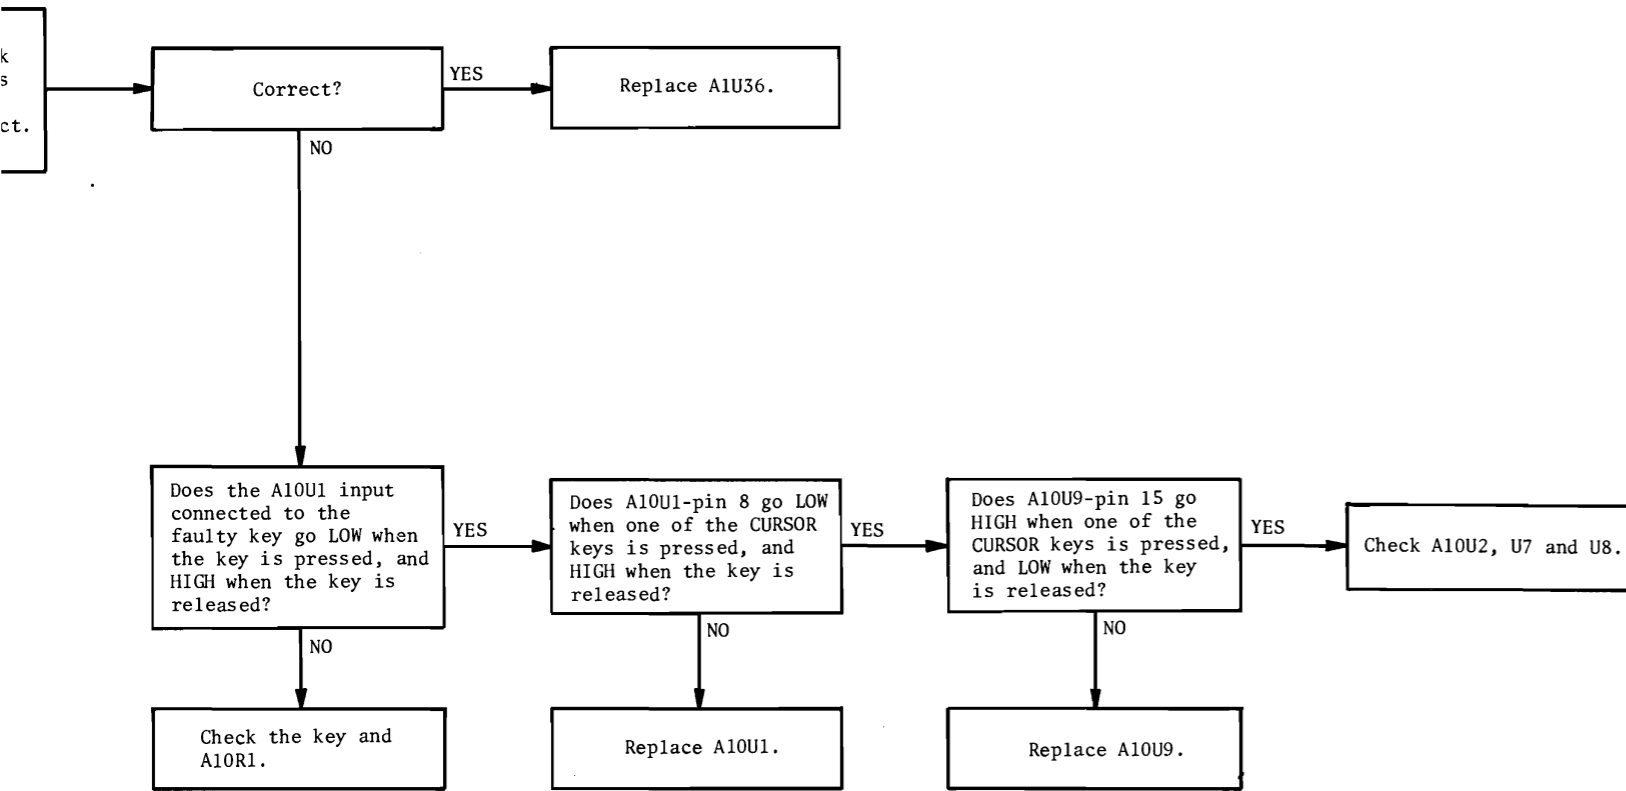 k
s
ct.
Correct?
YES
Replace A1U36.
NO
Does the A10U1 input
connected to the
faulty key go LOW when
the key is pressed, and
HIGH when the key is
released?
YES
Does A10U1-pin 8 go LOW
when one of the CURSOR
keys is pressed, and
HIGH when the key is
released?
YES
Does A10U9-pin 15 go
HIGH when one of the
CURSOR keys is pressed,
and LOW when the key
is released?
YES
Check A10U2, U7 and U8.
NO
NO
NO
Check the key and
A10R1.
Replace A10U1.
Replace A10U9.